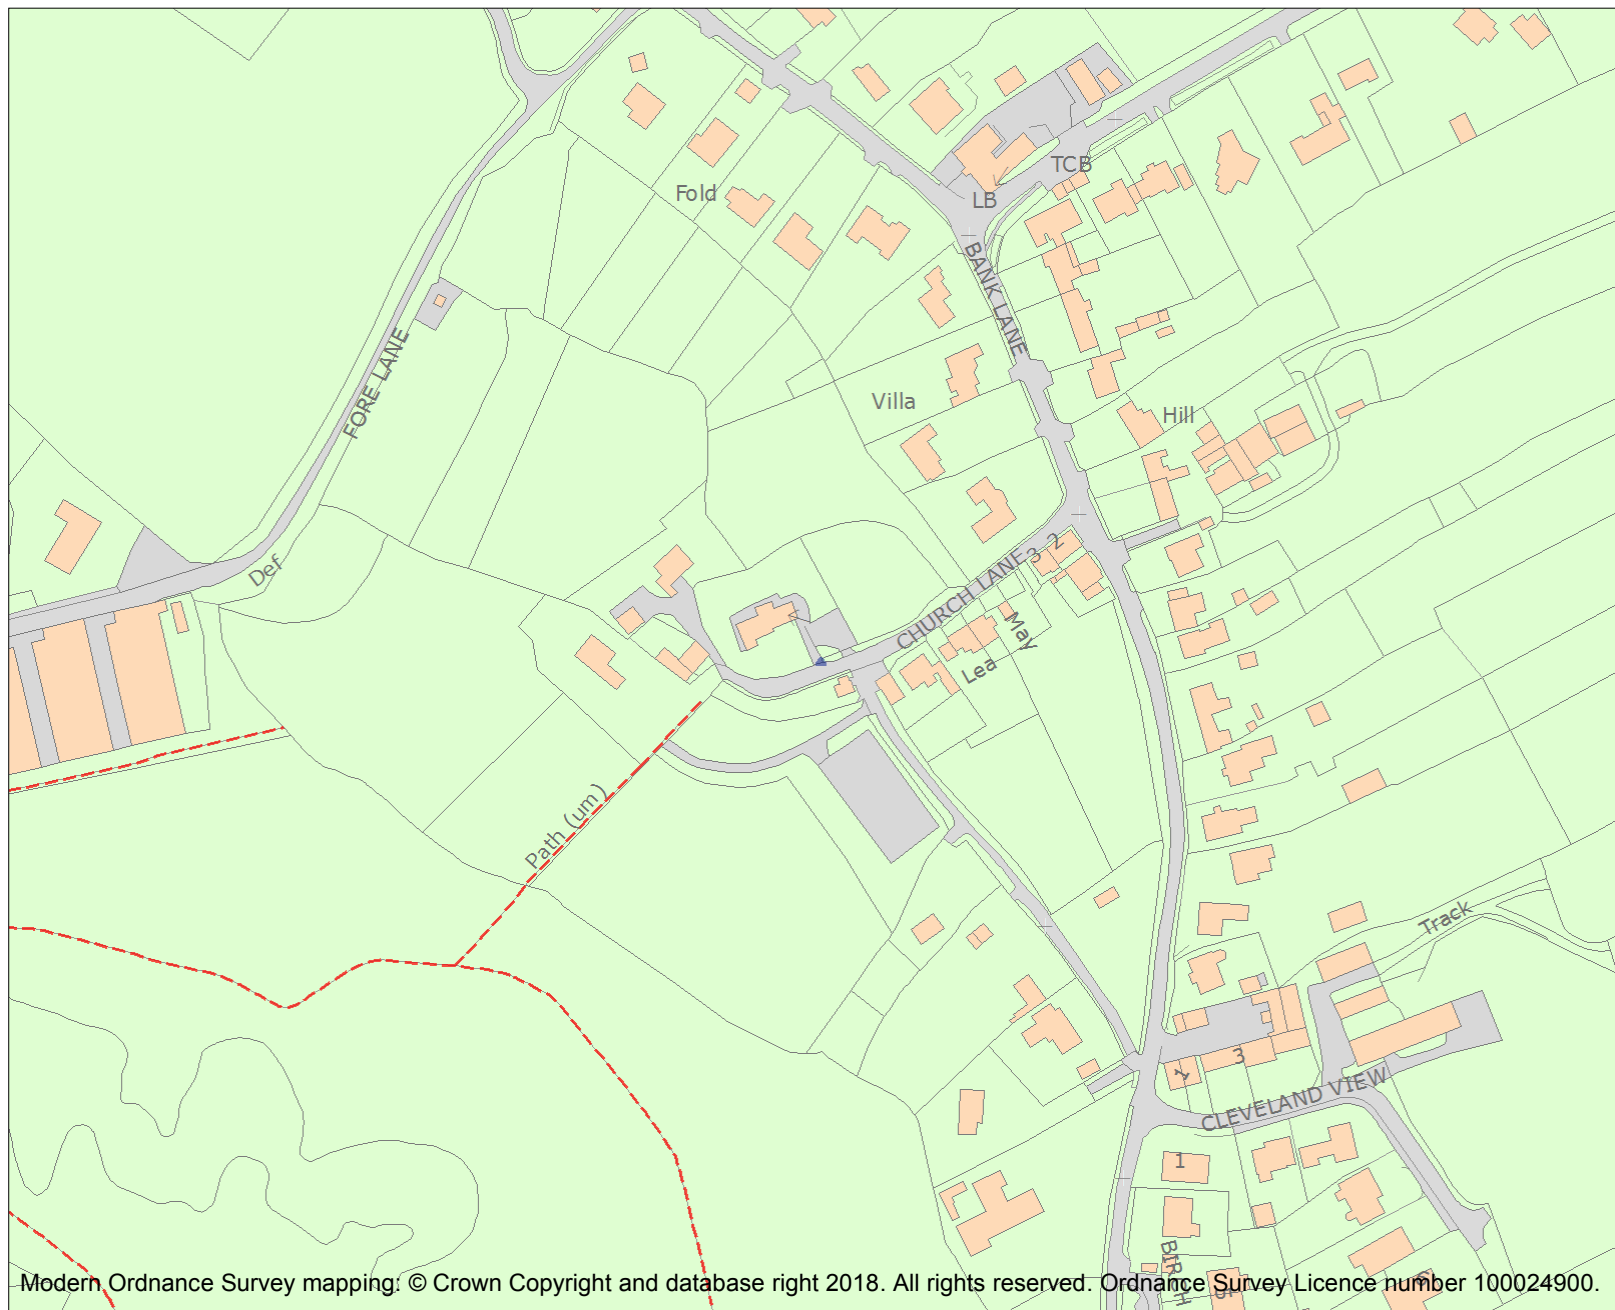 TCB
Fold
LB
BANK LANE
FORE LANE
Villa
Hill
3
2
Def
CHURCH LANE
May
Lea
Path (um)
Track
3
1
CLEVELAND VIEW
1
BIRCH
Modern Ordnance Survey mapping: © Crown Copyright and database right 2018. All rights reserved. Ordnance Survey Licence number 100024900.